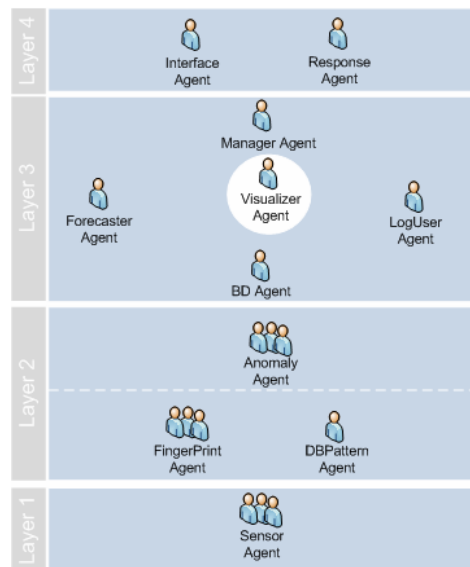 Layer 4
Interface
Agent
Response
Agent
Layer 3
Manager Agent
Visualizer
Agent
Forecaster
Agent
LogUser
Agent
BD Agent
Layer 2
Anomaly
Agent
FingerPrint
Agent
DBPattern
Agent
Layer 1
Sensor
Agent